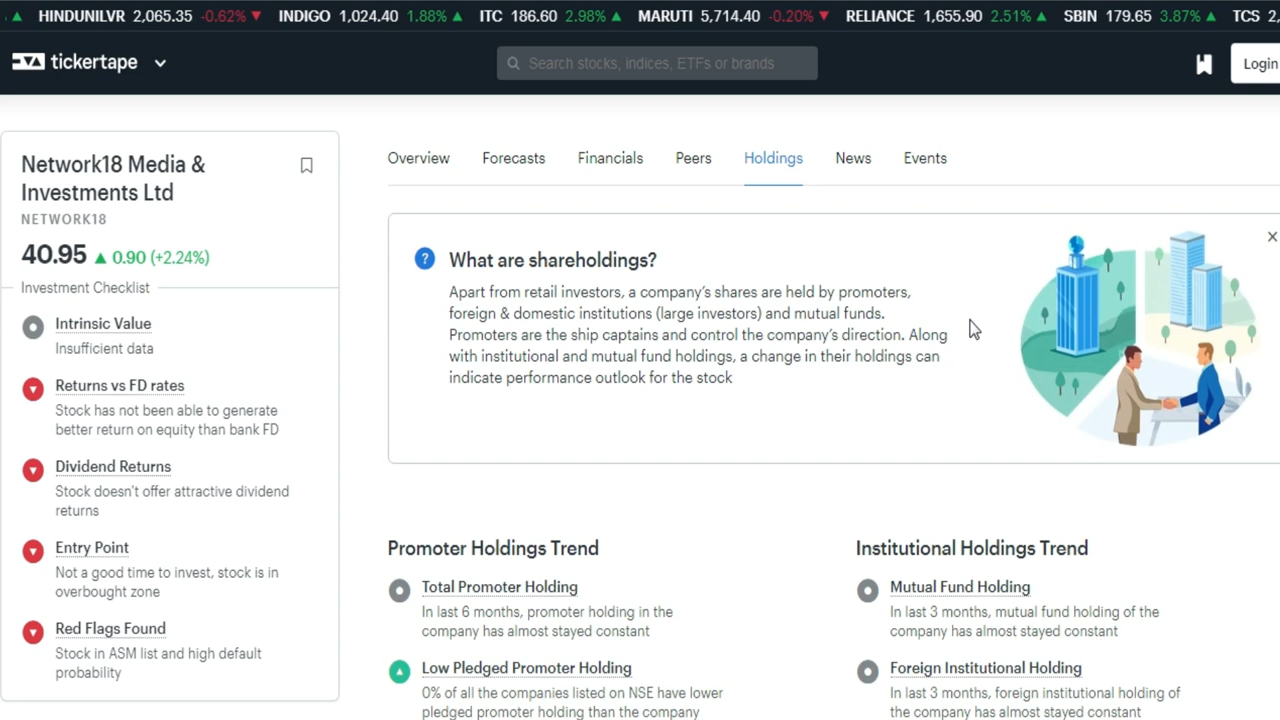 HINDUNILVR 2,065.35 -0.62% ▼ INDIGO 1,024.40 1.88% ▲ ITC 186.60 2.98% ▲ MARUTI 5,714.40 -0.20% ▼ RELIANCE 1,655.90 2.51% ▲ SBIN 179.65 3.87% ▲ TCS 2,
tickertape
Search stocks, indices, ETFs or brands
Login
Network18 Media &
Investments Ltd
NETWORK18
40.95 ▲ 0.90 (+2.24%)
Investment Checklist
Intrinsic Value
Insufficient data
Returns vs FD rates
Stock has not been able to generate
better return on equity than bank FD
Dividend Returns
Stock doesn't offer attractive dividend
returns
Entry Point
Not a good time to invest, stock is in
overbought zone
Red Flags Found
Stock in ASM list and high default
probability
Overview Forecasts Financials Peers Holdings News Events
What are shareholdings?
Apart from retail investors, a company's shares are held by promoters,
foreign & domestic institutions (large investors) and mutual funds.
Promoters are the ship captains and control the company's direction. Along
with institutional and mutual fund holdings, a change in their holdings can
indicate performance outlook for the stock
Promoter Holdings Trend
Total Promoter Holding
In last 6 months, promoter holding in the
company has almost stayed constant
Low Pledged Promoter Holding
0% of all the companies listed on NSE have lower
pledged promoter holding than the company
Institutional Holdings Trend
Mutual Fund Holding
In last 3 months, mutual fund holding of the
company has almost stayed constant
Foreign Institutional Holding
In last 3 months, foreign institutional holding of
the company has almost stayed constant